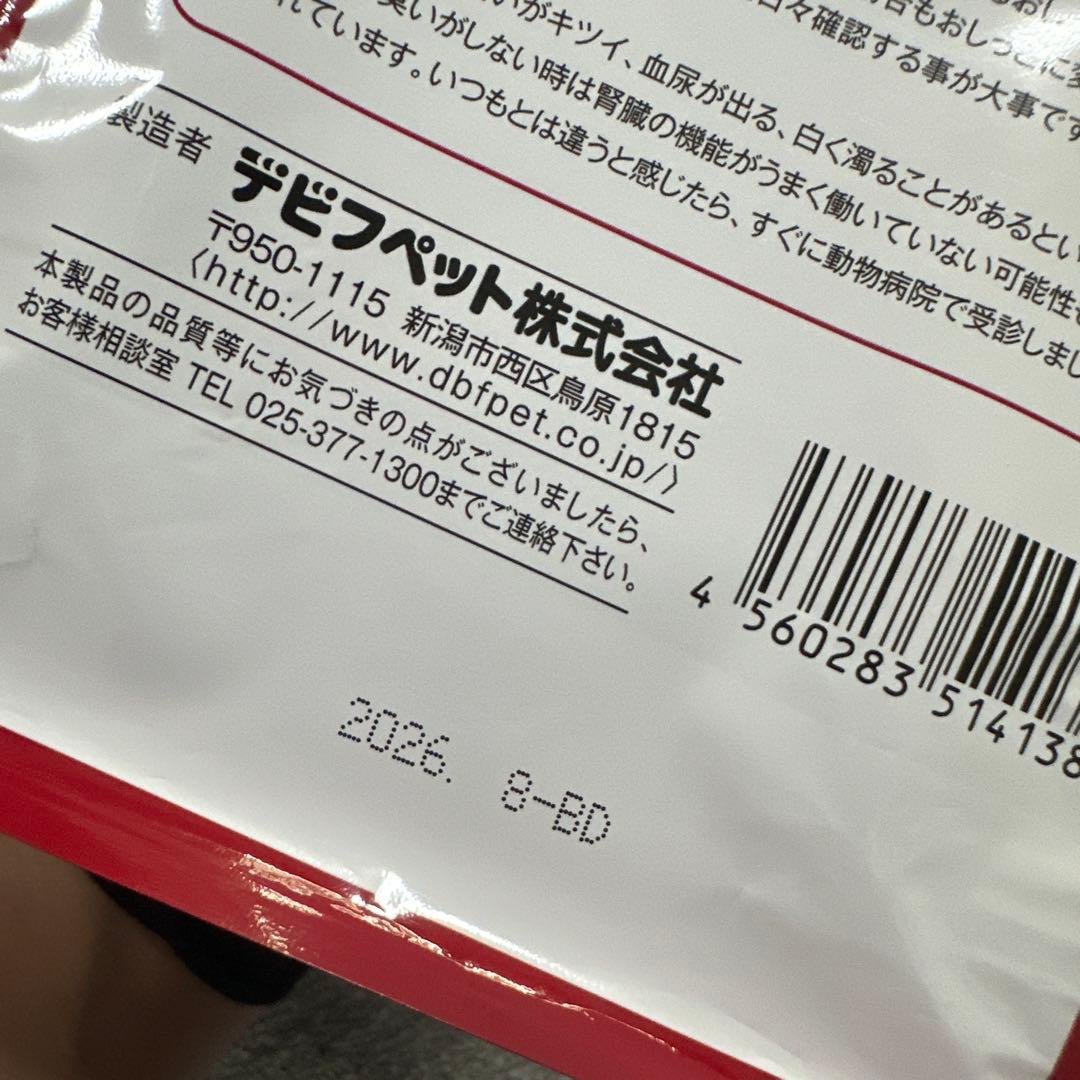 日々確認する事が大事です
いがキツイ、血尿が出る、白く濁ることがあるとい
臭いがしない時は腎臓の機能がうまく働いていない可能性
れています。いつもとは違うと感じたら、すぐに動物病院で受診しまし
製造者 デビフペット株式会社
〒950-1115 新潟市西区鳥原1815
〈http://www.dbfpet.co.jp/〉
本製品の品質等にお気づきの点がございましたら、
お客様相談室 TEL 025-377-1300までご連絡下さい。
4 560283 514138
2026. 8-BD